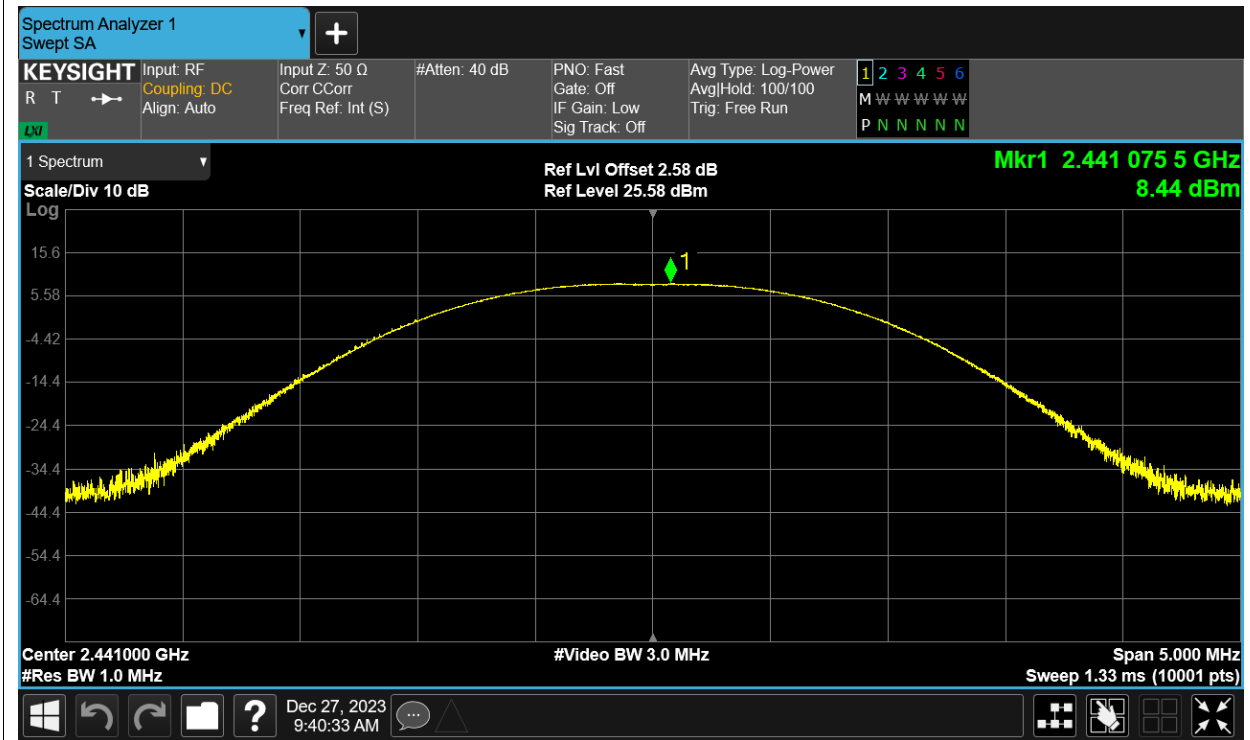 Spectrum Analyzer 1
Swept SA
KEYSIGHT
R T
LXI
Input: RF
Coupling: DC
Align: Auto
Input Z: 50 Ω
Corr CCorr
Freq Ref: Int (S)
#Atten: 40 dB
PNO: Fast
Gate: Off
IF Gain: Low
Sig Track: Off
Avg Type: Log-Power
Avg|Hold: 100/100
Trig: Free Run
1 2 3 4 5 6
M W W W W W
P N N N N N
1 Spectrum
Scale/Div 10 dB
Log
Ref Lvl Offset 2.58 dB
Ref Level 25.58 dBm
Mkr1 2.441 075 5 GHz
8.44 dBm
1
15.6
5.58
-4.42
-14.4
-24.4
-34.4
-44.4
-54.4
-64.4
Center 2.441000 GHz
#Res BW 1.0 MHz
#Video BW 3.0 MHz
Span 5.000 MHz
Sweep 1.33 ms (10001 pts)
?
Dec 27, 2023
9:40:33 AM